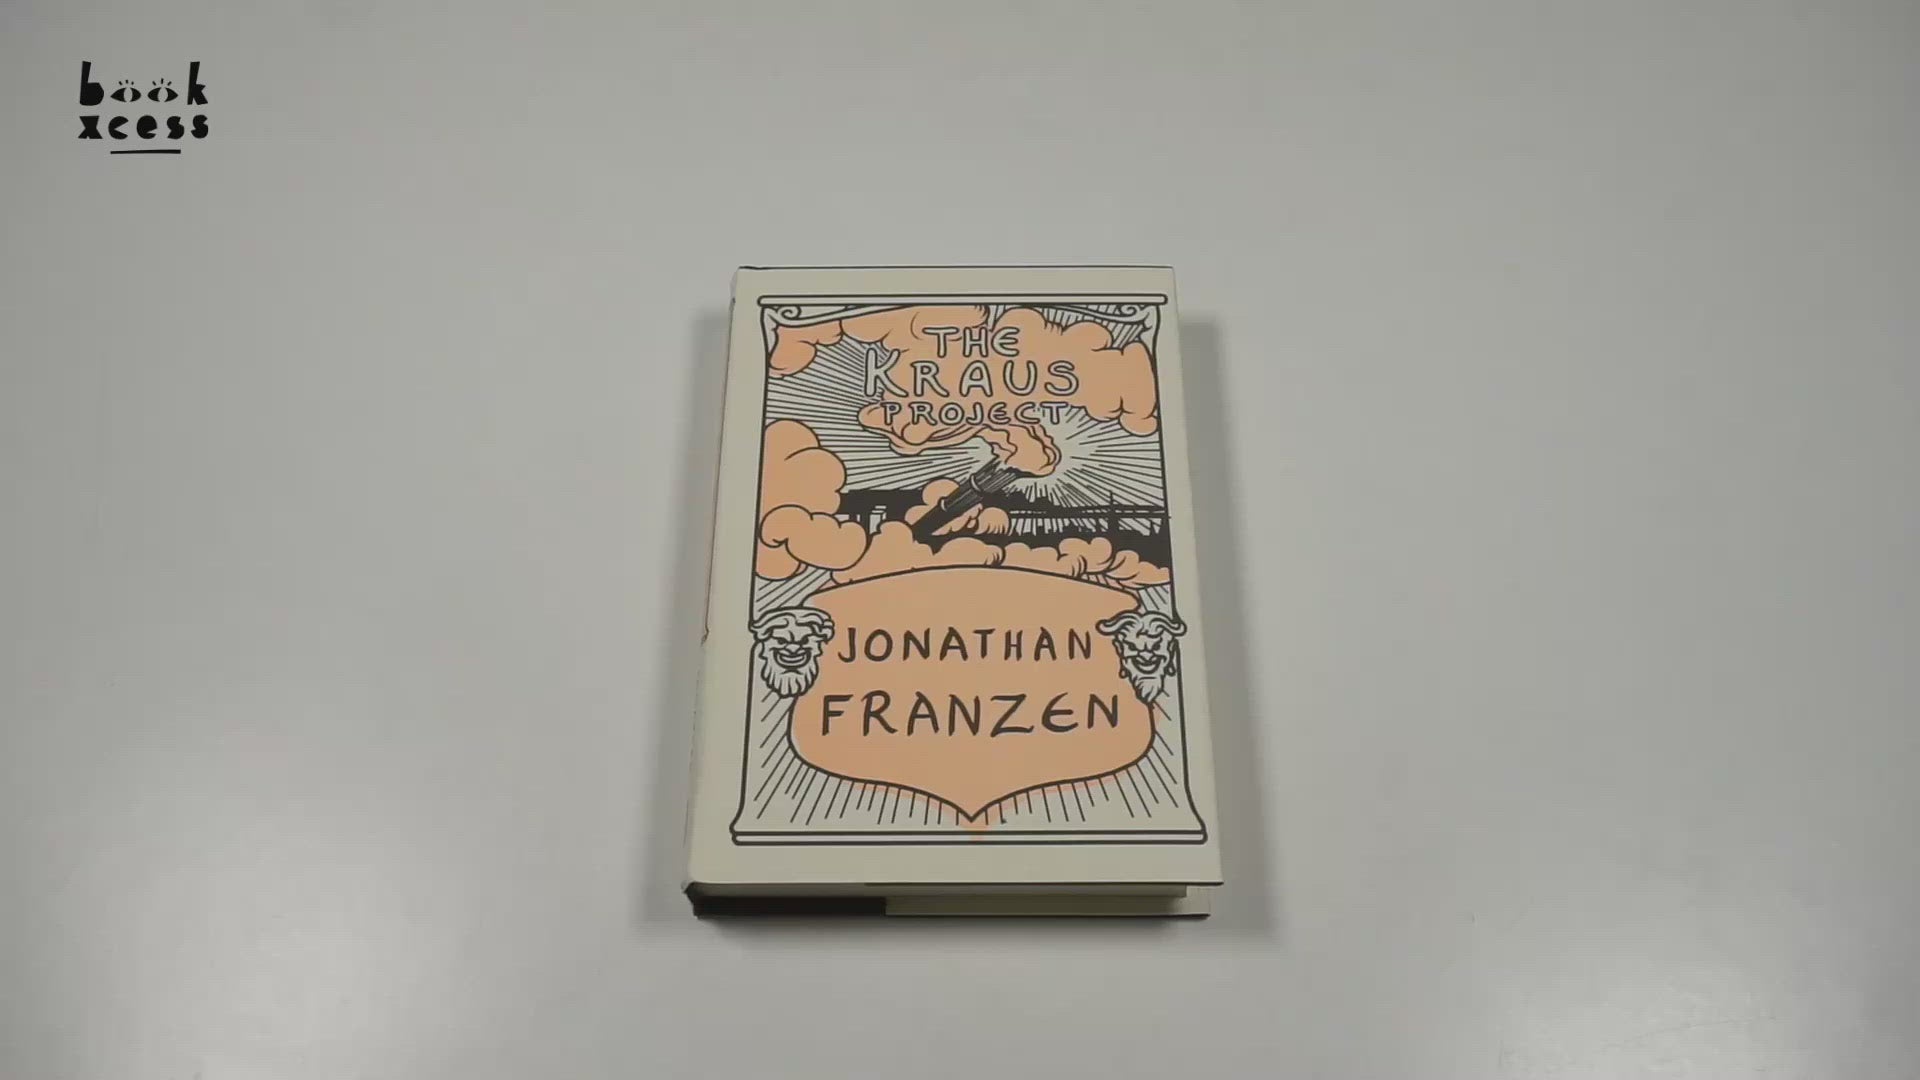 book
xcess
THE
KRAUS
PROJECT
JONATHAN
FRANZEN